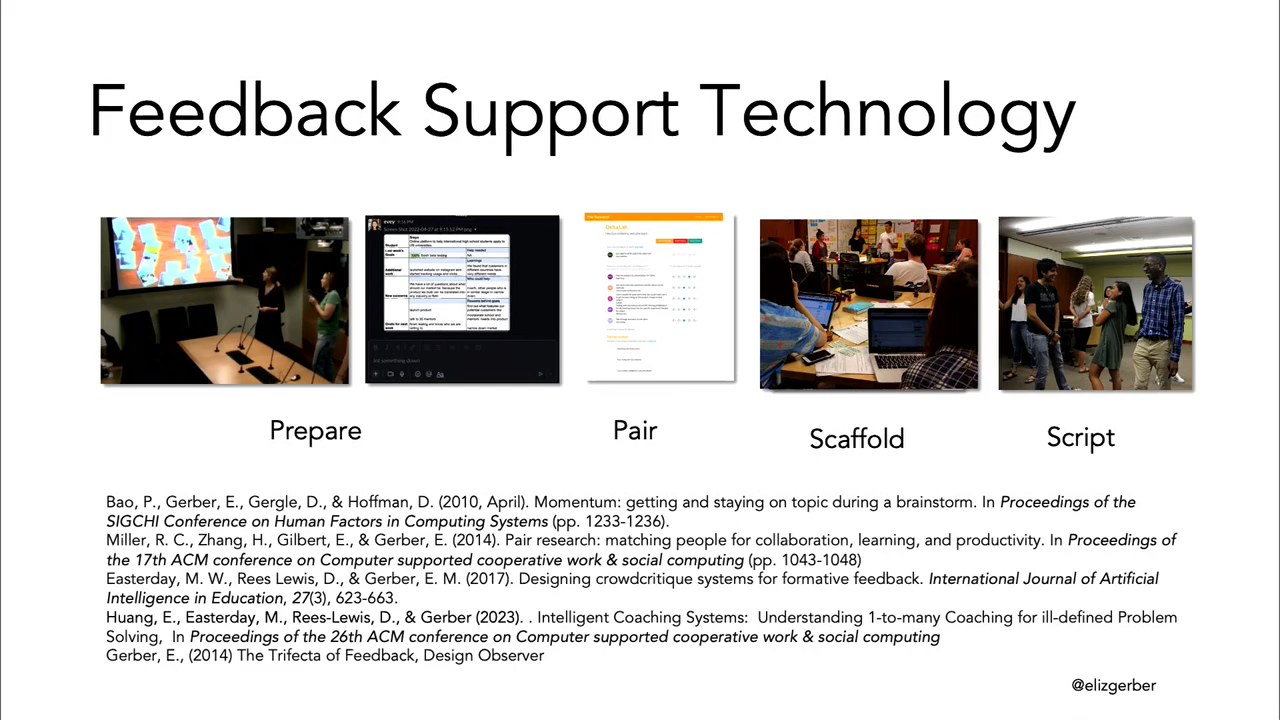 Feedback Support Technology
Prepare
Pair
Scaffold
Script
Bao, P., Gerber, E., Gergle, D., & Hoffman, D. (2010, April). Momentum: getting and staying on topic during a brainstorm. In Proceedings of the
SIGCHI Conference on Human Factors in Computing Systems (pp. 1233-1236).
Miller, R. C., Zhang, H., Gilbert, E., & Gerber, E. (2014). Pair research: matching people for collaboration, learning, and productivity. In Proceedings of
the 17th ACM conference on Computer supported cooperative work & social computing (pp. 1043-1048)
Easterday, M. W., Rees Lewis, D., & Gerber, E. M. (2017). Designing crowdcritique systems for formative feedback. International Journal of Artificial
Intelligence in Education, 27(3), 623-663.
Huang, E., Easterday, M., Rees-Lewis, D., & Gerber (2023). . Intelligent Coaching Systems: Understanding 1-to-many Coaching for ill-defined Problem
Solving, In Proceedings of the 26th ACM conference on Computer supported cooperative work & social computing
Gerber, E., (2014) The Trifecta of Feedback, Design Observer
@elizgerber